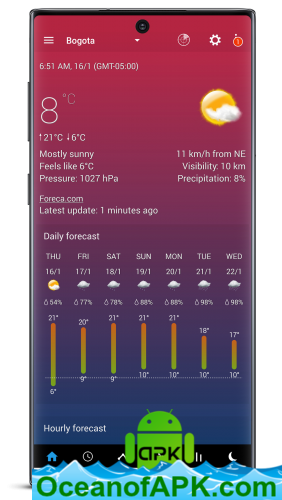 Bogota
6:51 AM, 16/1 (GMT-05:00)
8 °C
↑21°C ↓6°C
Mostly sunny
11 km/h from NE
Feels like 6°C
Visibility: 10 km
Pressure: 1027 hPa
Precipitation: 8%
Foreca.com
Latest update: 1 minutes ago
Daily forecast
THU FRI SAT SUN MON TUE WED
16/1 17/1 18/1 19/1 20/1 21/1 22/1
54% 77% 78% 88% 88% 98% 98%
21° 20° 21° 21° 21° 18° 17°
6° 9° 9° 10° 10° 10° 10°
Hourly forecast
APK
OceanofAPK.com